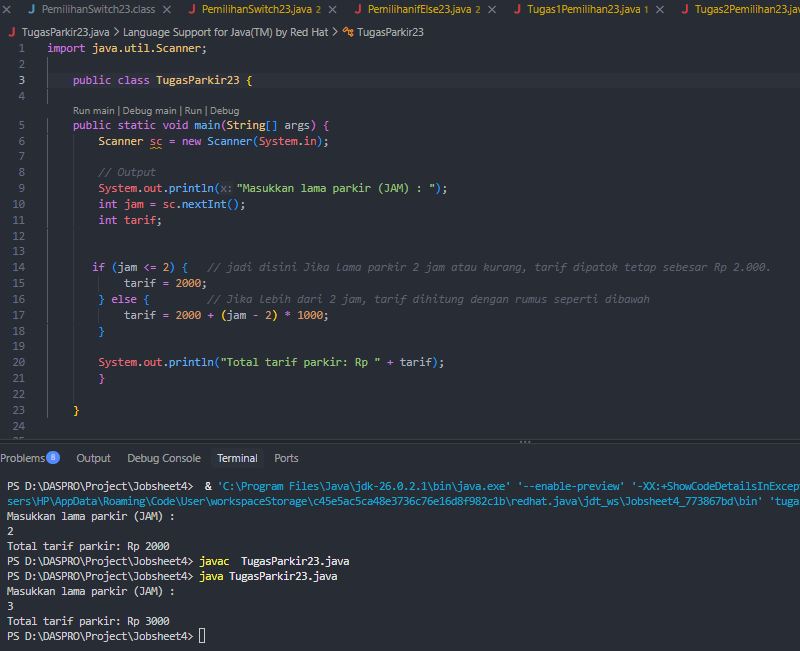 PemilihanSwitch23.class PemilihanSwitch23.java 2 PemilihanifElse23.java 2 Tugas1Pemilihan23.java 1 Tugas2Pemilihan23.jav
TugasParkir23.java > Language Support for Java(TM) by Red Hat > TugasParkir23
1 import java.util.Scanner;
2
3 public class TugasParkir23 {
4
Run main | Debug main | Run | Debug
5 public static void main(String[] args) {
6 Scanner sc = new Scanner(System.in);
7
8 // Output
9 System.out.println(x: "Masukkan lama parkir (JAM) : ");
10 int jam = sc.nextInt();
11 int tarif;
12
13
14 if (jam <= 2) { // jadi disini Jika lama parkir 2 jam atau kurang, tarif dipatok tetap sebesar Rp 2.000.
15 tarif = 2000;
16 } else { // Jika lebih dari 2 jam, tarif dihitung dengan rumus seperti dibawah
17 tarif = 2000 + (jam - 2) * 1000;
18 }
19
20 System.out.println("Total tarif parkir: Rp " + tarif);
21 }
22
23 }
24
Problems 8 Output Debug Console Terminal Ports
PS D:\DASPRO\Project\Jobsheet4> & 'C:\Program Files\Java\jdk-26.0.2.1\bin\java.exe' '--enable-preview' '-XX:+ShowCodeDetailsInExcep
sers\HP\AppData\Roaming\Code\User\workspaceStorage\c45e5ac5ca48e3736c76e16d8f982c1b\redhat.java\jdt_ws\Jobsheet4_773867bd\bin' 'tuga
Masukkan lama parkir (JAM) :
2
Total tarif parkir: Rp 2000
PS D:\DASPRO\Project\Jobsheet4> javac TugasParkir23.java
PS D:\DASPRO\Project\Jobsheet4> java TugasParkir23.java
Masukkan lama parkir (JAM) :
3
Total tarif parkir: Rp 3000
PS D:\DASPRO\Project\Jobsheet4>